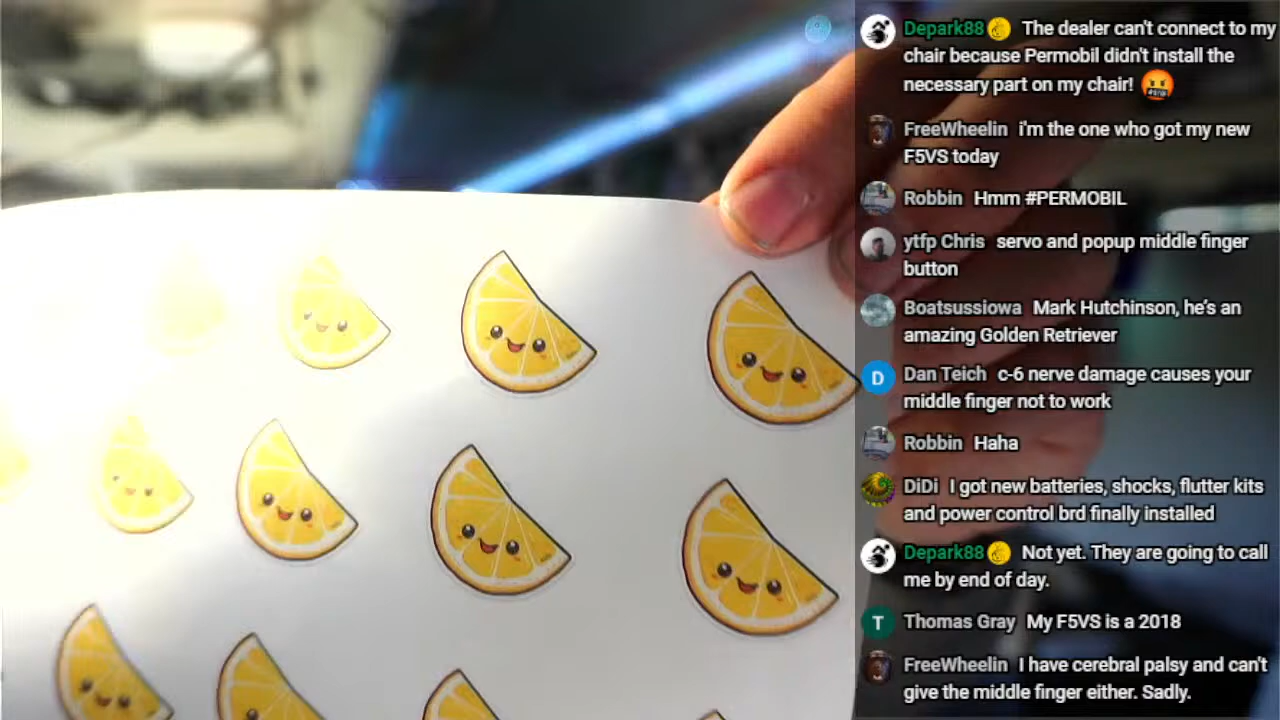 Depark88 The dealer can't connect to my
chair because Permobil didn't install the
necessary part on my chair!
FreeWheelin i'm the one who got my new
F5VS today
Robbin Hmm #PERMOBIL
ytfp Chris servo and popup middle finger
button
Boatsussiowa Mark Hutchinson, he's an
amazing Golden Retriever
D Dan Teich c-6 nerve damage causes your
middle finger not to work
Robbin Haha
DiDi I got new batteries, shocks, flutter kits
and power control brd finally installed
Depark88 Not yet. They are going to call
me by end of day.
T Thomas Gray My F5VS is a 2018
FreeWheelin I have cerebral palsy and can't
give the middle finger either. Sadly.